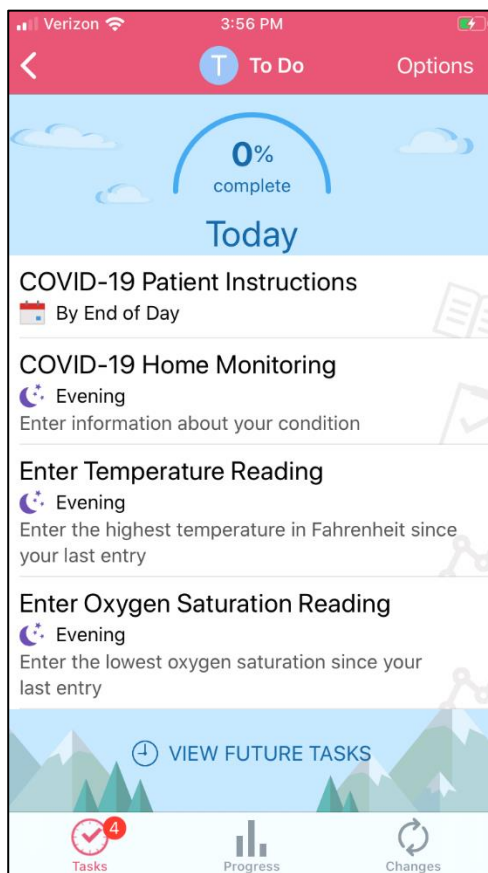 Verizon 3:56 PM
T To Do Options
0%
complete
Today
COVID-19 Patient Instructions
By End of Day
COVID-19 Home Monitoring
Evening
Enter information about your condition
Enter Temperature Reading
Evening
Enter the highest temperature in Fahrenheit since
your last entry
Enter Oxygen Saturation Reading
Evening
Enter the lowest oxygen saturation since your
last entry
VIEW FUTURE TASKS
4
Tasks Progress Changes